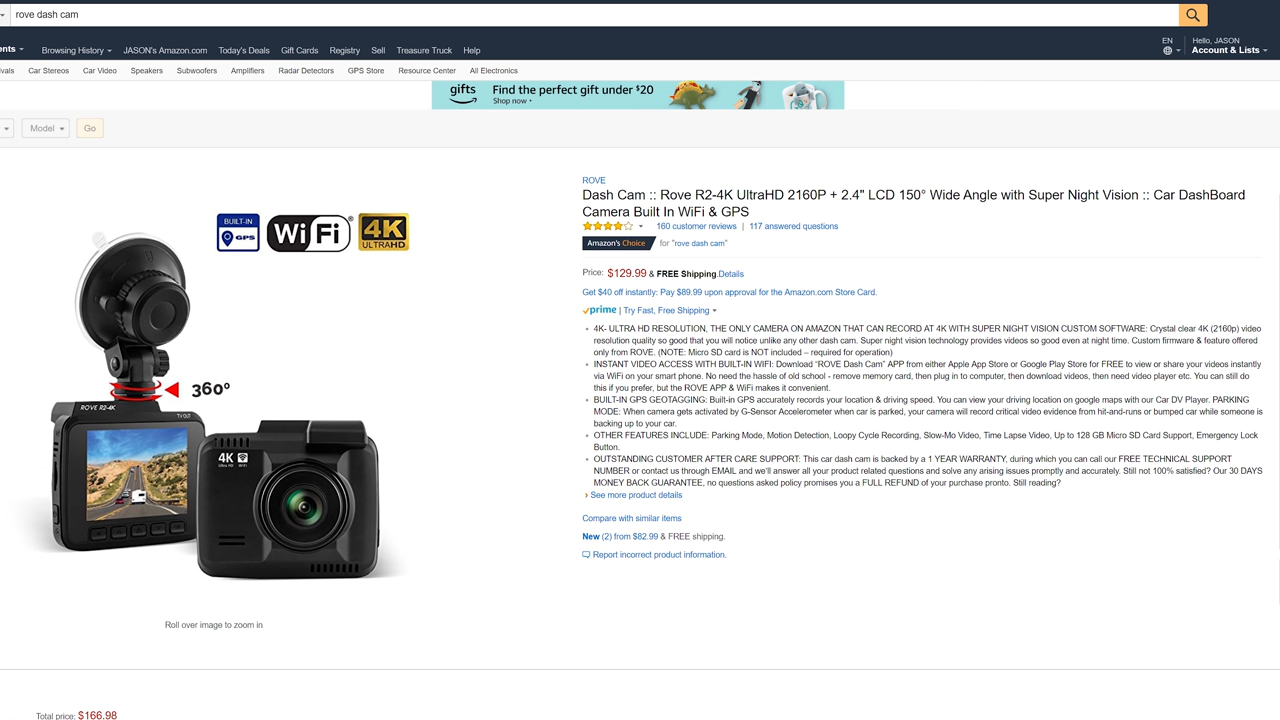 rove dash cam
ents
Browsing History
JASON's Amazon.com
Today's Deals
Gift Cards
Registry
Sell
Treasure Truck
Help
EN
Hello, JASON
Account & Lists
ivals
Car Stereos
Car Video
Speakers
Subwoofers
Amplifiers
Radar Detectors
GPS Store
Resource Center
All Electronics
gifts
Find the perfect gift under $20
Shop now
Model
Go
ROVE
Dash Cam :: Rove R2-4K UltraHD 2160P + 2.4" LCD 150° Wide Angle with Super Night Vision :: Car DashBoard
Camera Built In WiFi & GPS
160 customer reviews | 117 answered questions
Amazon's Choice for "rove dash cam"
Price: $129.99 & FREE Shipping. Details
Get $40 off instantly: Pay $89.99 upon approval for the Amazon.com Store Card.
prime | Try Fast, Free Shipping
• 4K- ULTRA HD RESOLUTION, THE ONLY CAMERA ON AMAZON THAT CAN RECORD AT 4K WITH SUPER NIGHT VISION CUSTOM SOFTWARE: Crystal clear 4K (2160p) video
resolution quality so good that you will notice unlike any other dash cam. Super night vision technology provides videos so good even at night time. Custom firmware & feature offered
only from ROVE. (NOTE: Micro SD card is NOT included – required for operation)
• INSTANT VIDEO ACCESS WITH BUILT-IN WIFI: Download “ROVE Dash Cam” APP from either Apple App Store or Google Play Store for FREE to view or share your videos instantly
via WiFi on your smart phone. No need the hassle of old school - remove memory card, then plug in to computer, then download videos, then need video player etc. You can still do
this if you prefer, but the ROVE APP & WiFi makes it convenient.
• BUILT-IN GPS GEOTAGGING: Built-in GPS accurately records your location & driving speed. You can view your driving location on google maps with our Car DV Player. PARKING
MODE: When camera gets activated by G-Sensor Accelerometer when car is parked, your camera will record critical video evidence from hit-and-runs or bumped car while someone is
backing up to your car.
• OTHER FEATURES INCLUDE: Parking Mode, Motion Detection, Loopy Cycle Recording, Slow-Mo Video, Time Lapse Video, Up to 128 GB Micro SD Card Support, Emergency Lock
Button.
• OUTSTANDING CUSTOMER AFTER CARE SUPPORT: This car dash cam is backed by a 1 YEAR WARRANTY, during which you can call our FREE TECHNICAL SUPPORT
NUMBER or contact us through EMAIL and we'll answer all your product related questions and solve any arising issues promptly and accurately. Still not 100% satisfied? Our 30 DAYS
MONEY BACK GUARANTEE, no questions asked policy promises you a FULL REFUND of your purchase pronto. Still reading?
› See more product details
Compare with similar items
New (2) from $82.99 & FREE shipping.
Report incorrect product information.
BUILT-IN
GPS
WiFi®
4K
ULTRAHD
360°
ROVE R2-4K
TV OUT
4K
Ultra HD
WiFi
Roll over image to zoom in
Total price: $166.98